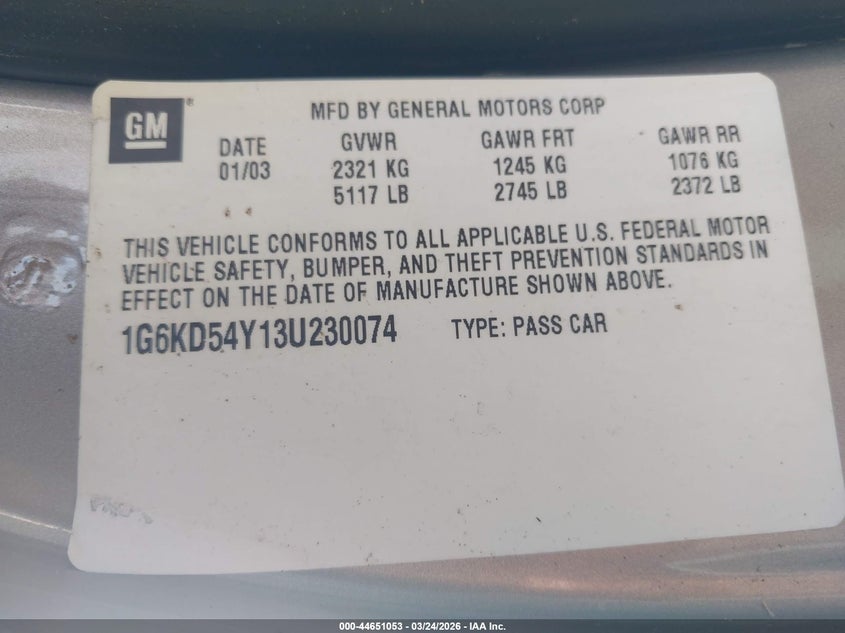 GM®
MFD BY GENERAL MOTORS CORP
DATE GVWR GAWR FRT GAWR RR
01/03 2321 KG 1245 KG 1076 KG
5117 LB 2745 LB 2372 LB
THIS VEHICLE CONFORMS TO ALL APPLICABLE U.S. FEDERAL MOTOR
VEHICLE SAFETY, BUMPER, AND THEFT PREVENTION STANDARDS IN
EFFECT ON THE DATE OF MANUFACTURE SHOWN ABOVE.
1G6KD54Y13U230074 TYPE: PASS CAR
000-44651053 - 03/24/2026 - IAA Inc.